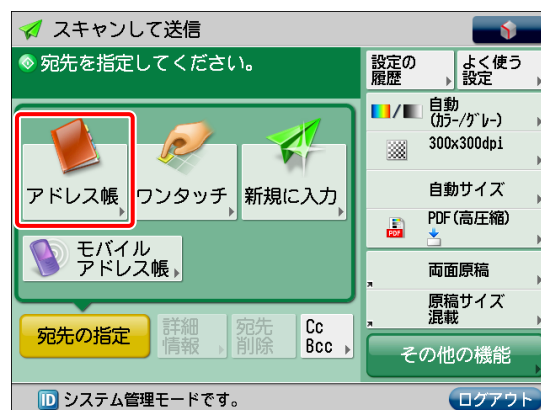 スキャンして送信
宛先を指定してください。
アドレス帳
ワンタッチ
新規に入力
モバイル
アドレス帳
宛先の指定
詳細
情報
宛先
削除
Cc
Bcc
設定の
履歴
よく使う
設定
自動
(カラー/グレー)
300x300dpi
自動サイズ
PDF
PDF(高圧縮)
両面原稿
原稿サイズ
混載
その他の機能
ID システム管理モードです。
ログアウト